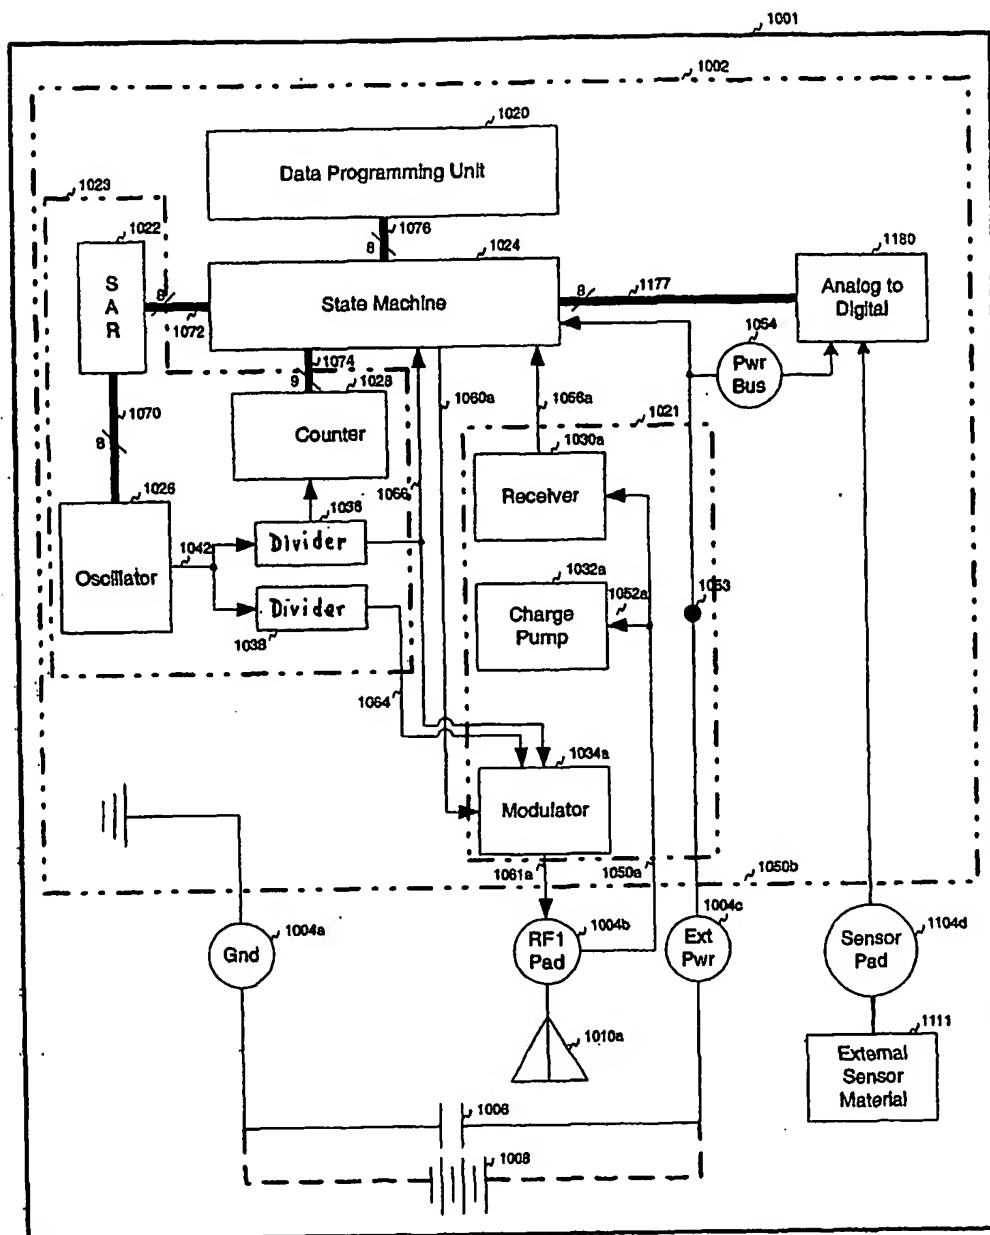 1001
1002
1020
Data Programming Unit
1023
1022
8
1076
1024
1180
S
A
R
8
1072
State Machine
8
1177
Analog to
Digital
1054
Pwr
Bus
1074
9
1028
1060a
1056a
1021
1070
8
Counter
1030a
Receiver
1066
1026
1036
Oscillator
1042
Divider
1032a
1052a
Charge
Pump
1053
Divider
1038
1064
1034a
Modulator
1061a
1050a
1050b
1004a
Gnd
RF1
Pad
1004b
1004c
Ext
Pwr
1104d
Sensor
Pad
1010a
1111
External
Sensor
Material
1006
1008